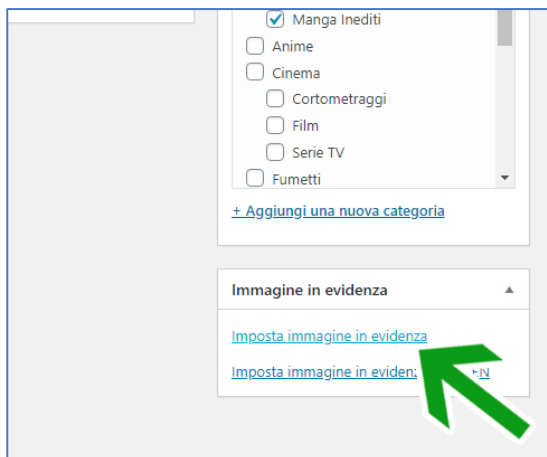 Manga Inediti
Anime
Cinema
Cortometraggi
Film
Serie TV
Fumetti
+ Aggiungi una nuova categoria
Immagine in evidenza
Imposta immagine in evidenza
Imposta immagine in